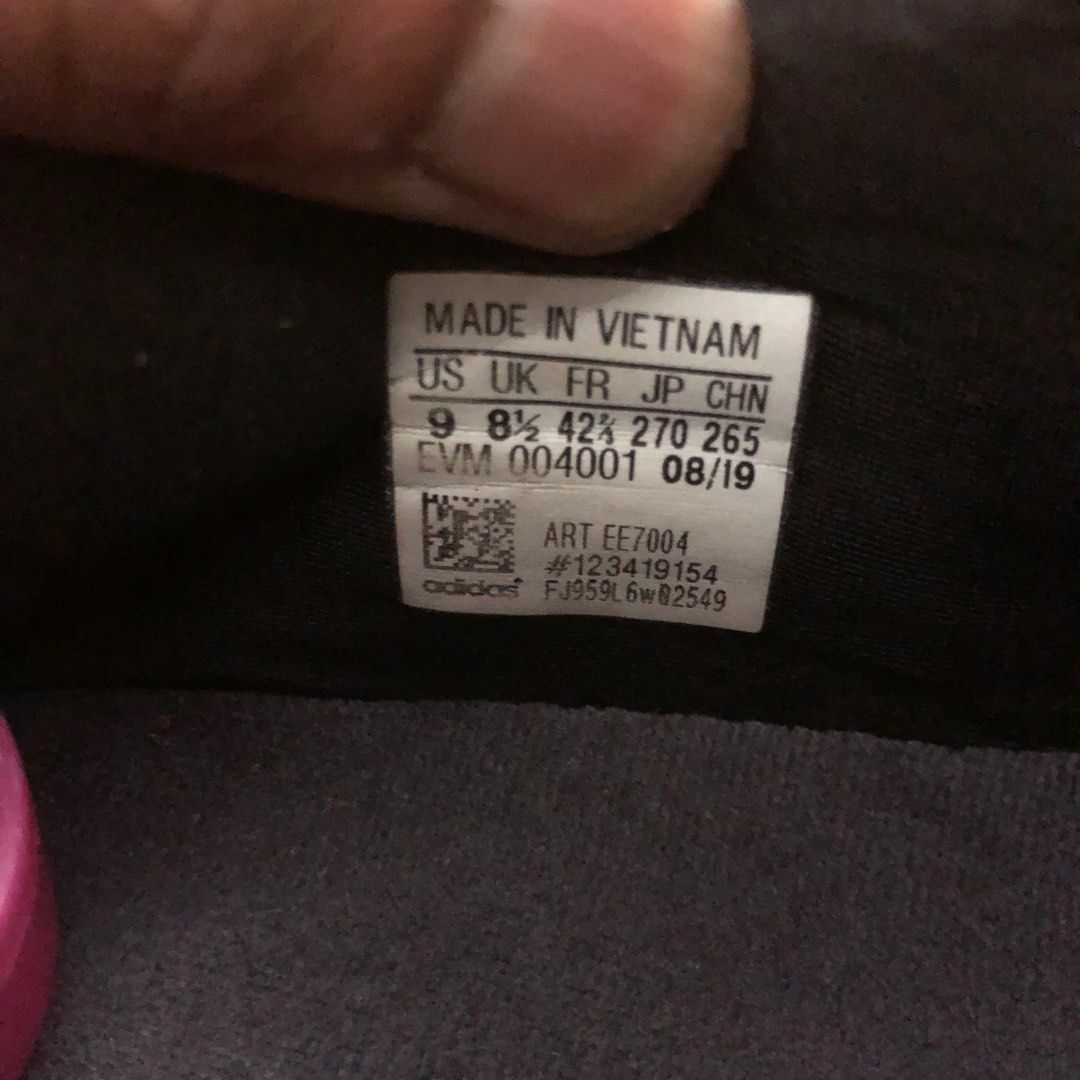 MADE IN VIETNAM
US UK FR JP CHN
9 8½ 42⅔ 270 265
EVM 004001 08/19
ART EE7004
#123419154
adidas